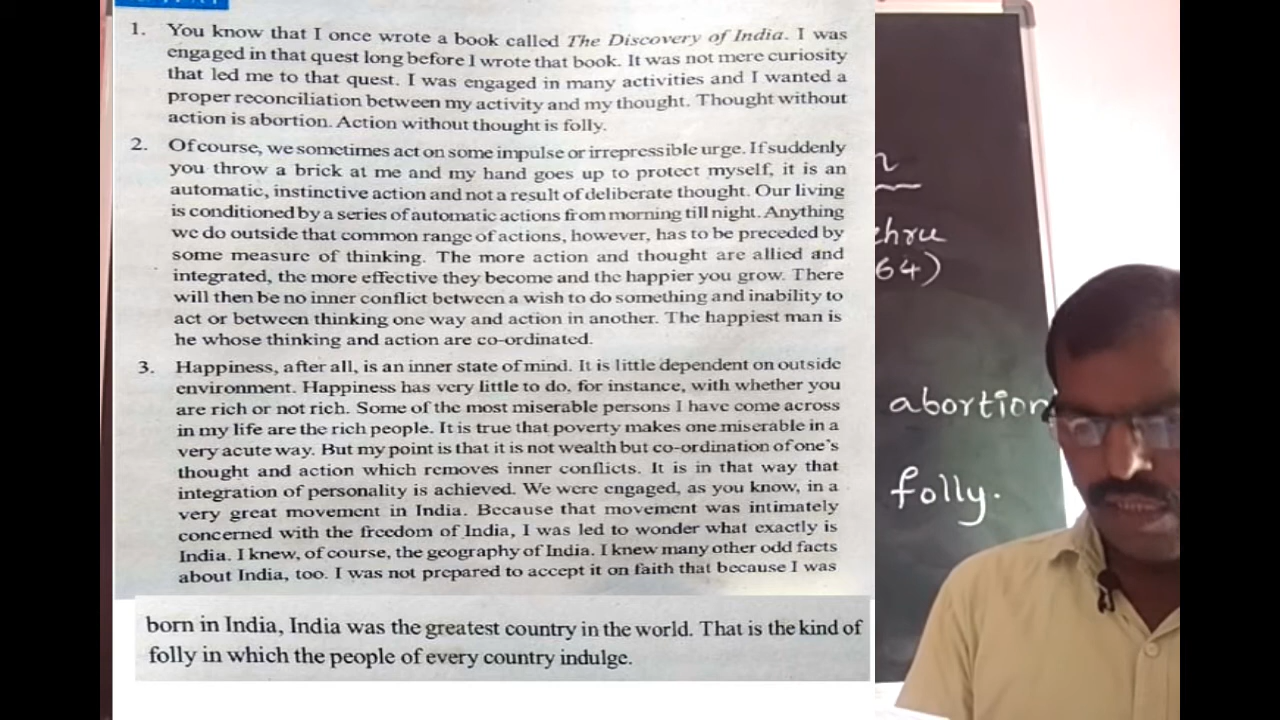 1. You know that I once wrote a book called The Discovery of India. I was
engaged in that quest long before I wrote that book. It was not mere curiosity
that led me to that quest. I was engaged in many activities and I wanted a
proper reconciliation between my activity and my thought. Thought without
action is abortion. Action without thought is folly.
2. Of course, we sometimes act on some impulse or irrepressible urge. If suddenly
you throw a brick at me and my hand goes up to protect myself, it is an
automatic, instinctive action and not a result of deliberate thought. Our living
is conditioned by a series of automatic actions from morning till night. Anything
we do outside that common range of actions, however, has to be preceded by
some measure of thinking. The more action and thought are allied and
integrated, the more effective they become and the happier you grow. There
will then be no inner conflict between a wish to do something and inability to
act or between thinking one way and action in another. The happiest man is
he whose thinking and action are co-ordinated.
3. Happiness, after all, is an inner state of mind. It is little dependent on outside
environment. Happiness has very little to do, for instance, with whether you
are rich or not rich. Some of the most miserable persons I have come across
in my life are the rich people. It is true that poverty makes one miserable in a
very acute way. But my point is that it is not wealth but co-ordination of one's
thought and action which removes inner conflicts. It is in that way that
integration of personality is achieved. We were engaged, as you know, in a
very great movement in India. Because that movement was intimately
concerned with the freedom of India, I was led to wonder what exactly is
India. I knew, of course, the geography of India. I knew many other odd facts
about India, too. I was not prepared to accept it on faith that because I was
born in India, India was the greatest country in the world. That is the kind of
folly in which the people of every country indulge.
ehru
64)
abortion
folly.